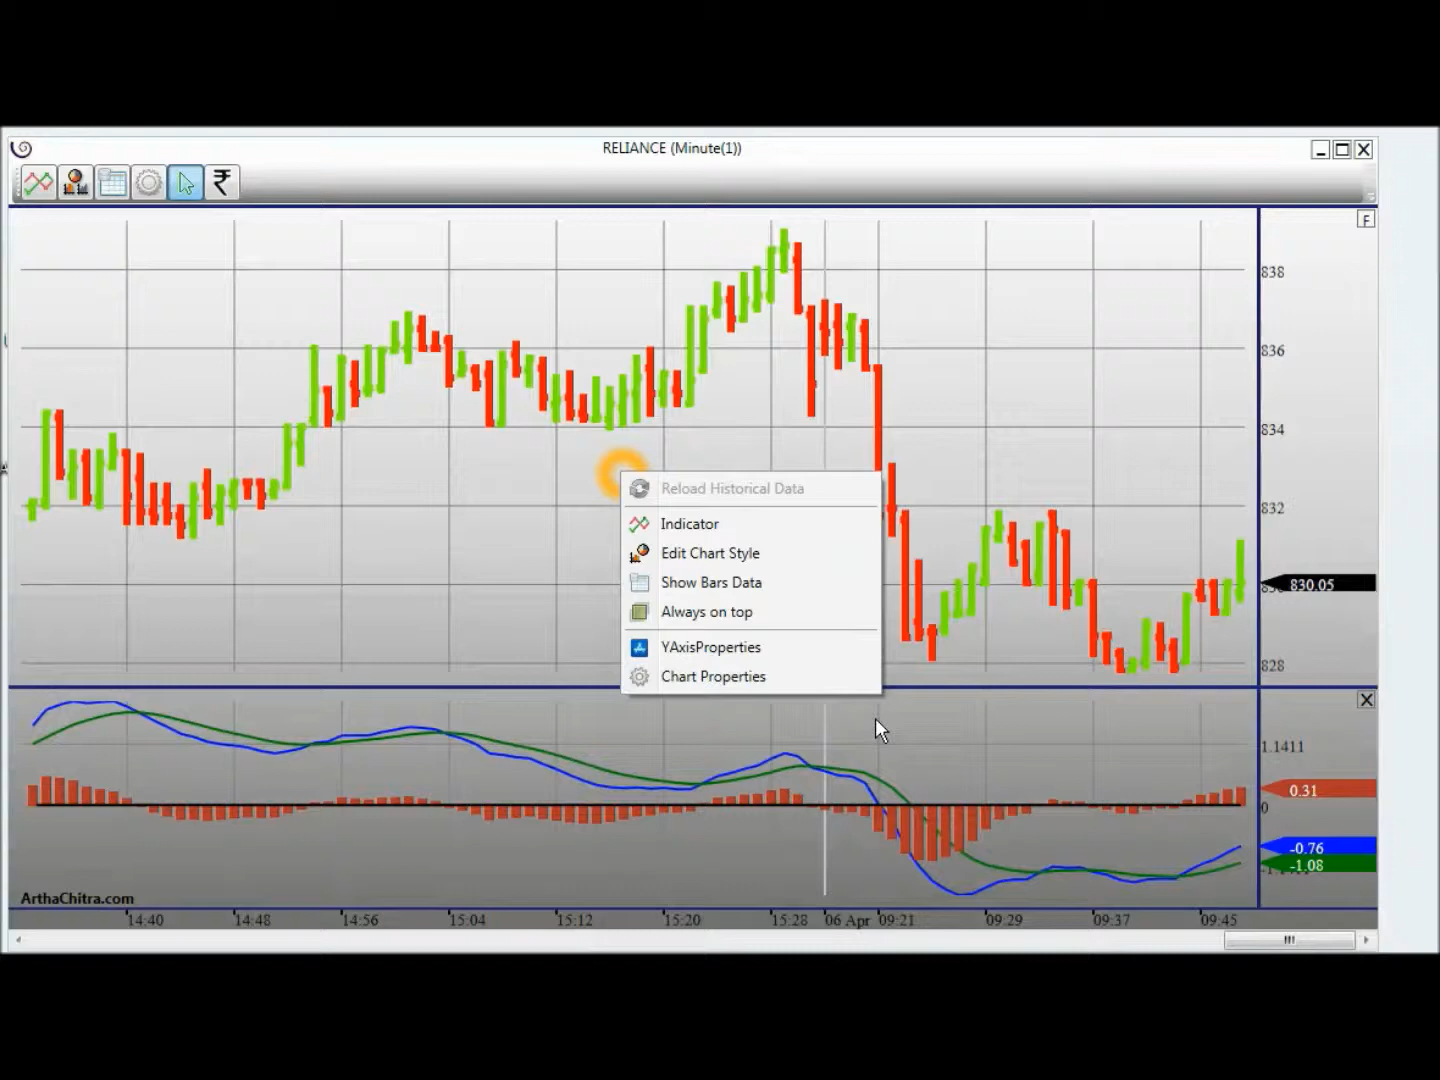 RELIANCE (Minute(1))
₹
F
838
836
834
832
830.05
828
Reload Historical Data
Indicator
Edit Chart Style
Show Bars Data
Always on top
YAxisProperties
Chart Properties
X
1.1411
0.31
0
-0.76
-1.08
ArthaChitra.com
14:40 14:48 14:56 15:04 15:12 15:20 15:28 06 Apr 09:21 09:29 09:37 09:45